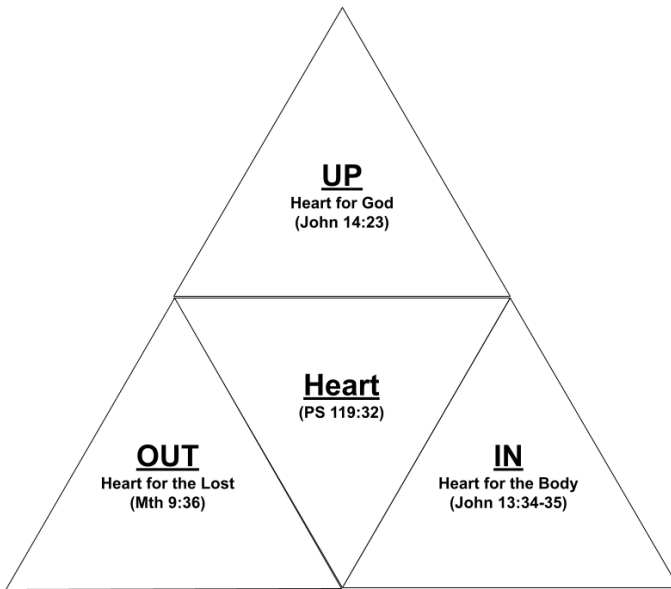 UP
Heart for God
(John 14:23)
Heart
(PS 119:32)
OUT
Heart for the Lost
(Mth 9:36)
IN
Heart for the Body
(John 13:34-35)